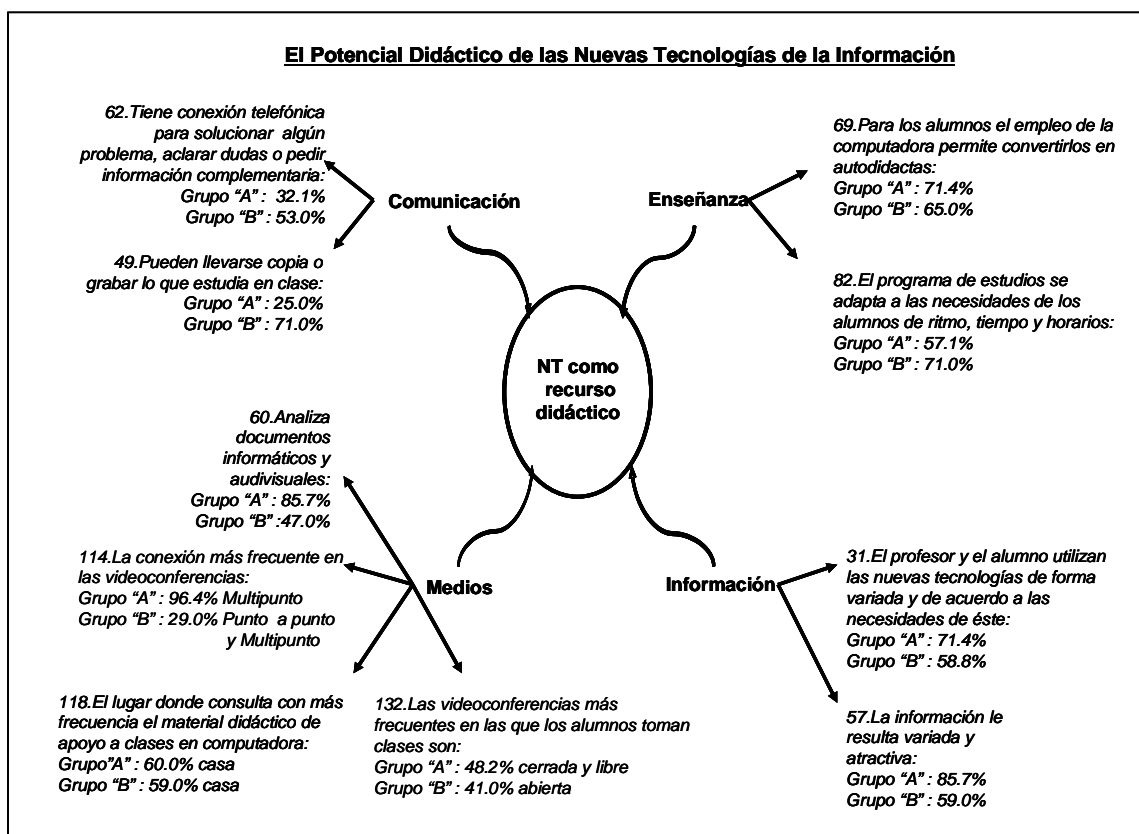 El Potencial Didáctico de las Nuevas Tecnologías de la Información
62.Tiene conexión telefónica
para solucionar algún
problema, aclarar dudas o pedir
información complementaria:
Grupo “A” : 32.1%
Grupo “B” : 53.0%
Comunicación
49.Pueden llevarse copia o
grabar lo que estudia en clase:
Grupo “A” : 25.0%
Grupo “B” : 71.0%
69.Para los alumnos el empleo de la
computadora permite convertirlos en
autodidactas:
Grupo “A” : 71.4%
Grupo “B” : 65.0%
Enseñanza
82.El programa de estudios se
adapta a las necesidades de los
alumnos de ritmo, tiempo y horarios:
Grupo “A” : 57.1%
Grupo “B” : 71.0%
NT como
recurso
didáctico
60.Analiza
documentos
informáticos y
audivisuales:
Grupo “A” : 85.7%
Grupo “B” :47.0%
114.La conexión más frecuente en
las videoconferencias:
Grupo “A” : 96.4% Multipunto
Grupo “B” : 29.0% Punto a punto
y Multipunto
Medios
118.El lugar donde consulta con más
frecuencia el material didáctico de
apoyo a clases en computadora:
Grupo”A” : 60.0% casa
Grupo “B” : 59.0% casa
132.Las videoconferencias más
frecuentes en las que los alumnos toman
clases son:
Grupo “A” : 48.2% cerrada y libre
Grupo “B” : 41.0% abierta
Información
31.El profesor y el alumno utilizan
las nuevas tecnologías de forma
variada y de acuerdo a las
necesidades de éste:
Grupo “A” : 71.4%
Grupo “B” : 58.8%
57.La información le
resulta variada y
atractiva:
Grupo “A” : 85.7%
Grupo “B” : 59.0%